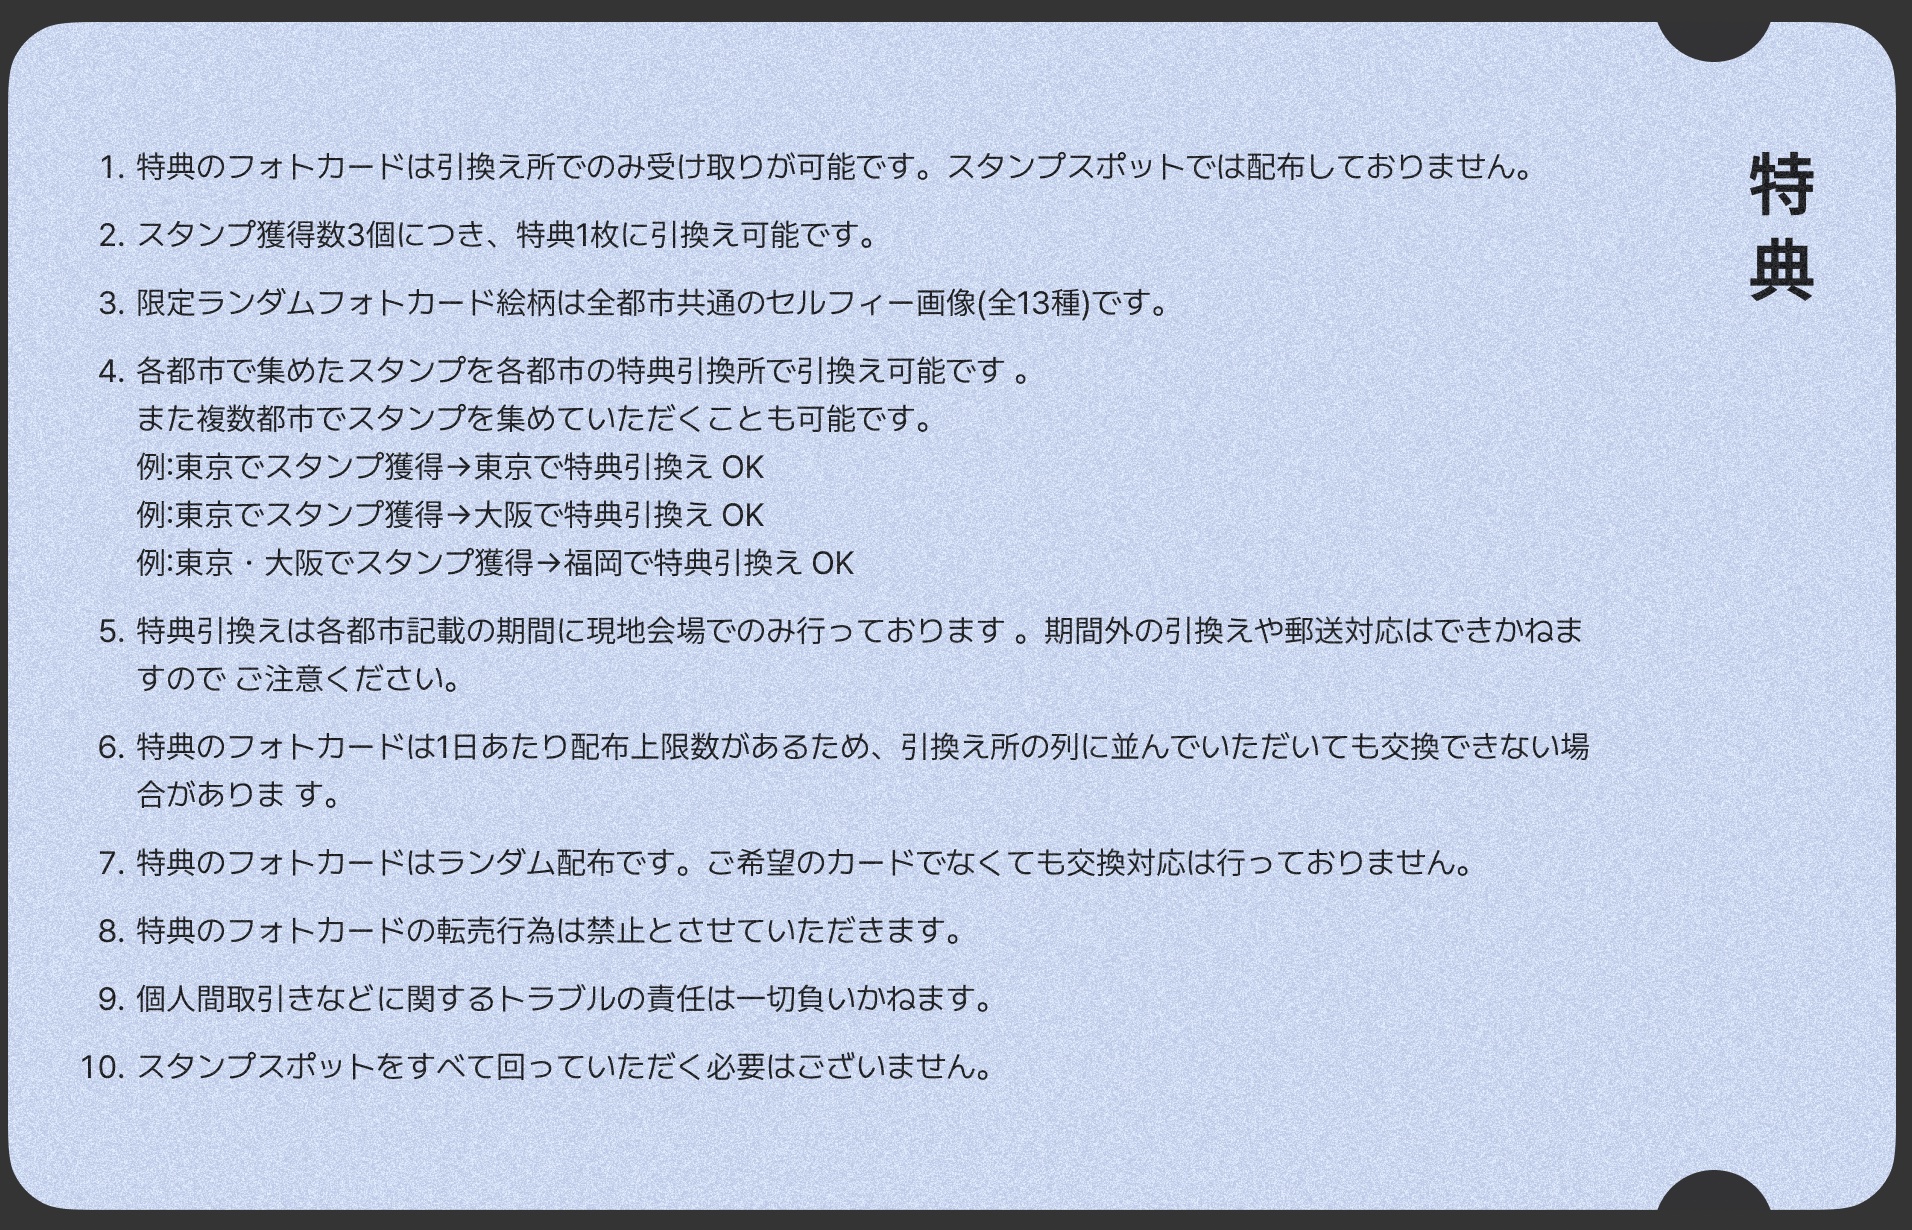 特典
1. 特典のフォトカードは引換え所でのみ受け取りが可能です。スタンプスポットでは配布しておりません。
2. スタンプ獲得数3個につき、特典1枚に引換え可能です。
3. 限定ランダムフォトカード絵柄は全都市共通のセルフィー画像(全13種)です。
4. 各都市で集めたスタンプを各都市の特典引換所で引換え可能です 。
また複数都市でスタンプを集めていただくことも可能です。
例:東京でスタンプ獲得→東京で特典引換え OK
例:東京でスタンプ獲得→大阪で特典引換え OK
例:東京・大阪でスタンプ獲得→福岡で特典引換え OK
5. 特典引換えは各都市記載の期間に現地会場でのみ行っております 。期間外の引換えや郵送対応はできかねま
すので ご注意ください。
6. 特典のフォトカードは1日あたり配布上限数があるため、引換え所の列に並んでいただいても交換できない場
合がありま す。
7. 特典のフォトカードはランダム配布です。ご希望のカードでなくても交換対応は行っておりません。
8. 特典のフォトカードの転売行為は禁止とさせていただきます。
9. 個人間取引きなどに関するトラブルの責任は一切負いかねます。
10. スタンプスポットをすべて回っていただく必要はございません。